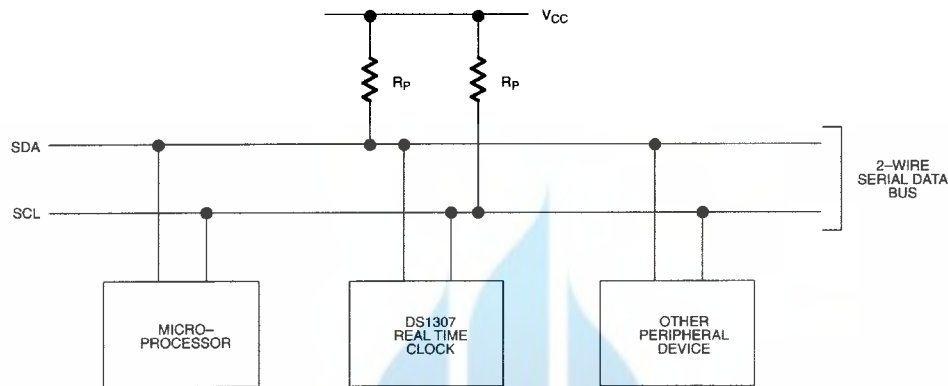 VCC
RP
RP
SDA
2–WIRE
SERIAL DATA
BUS
SCL
MICRO–
PROCESSOR
DS1307
REAL TIME
CLOCK
OTHER
PERIPHERAL
DEVICE